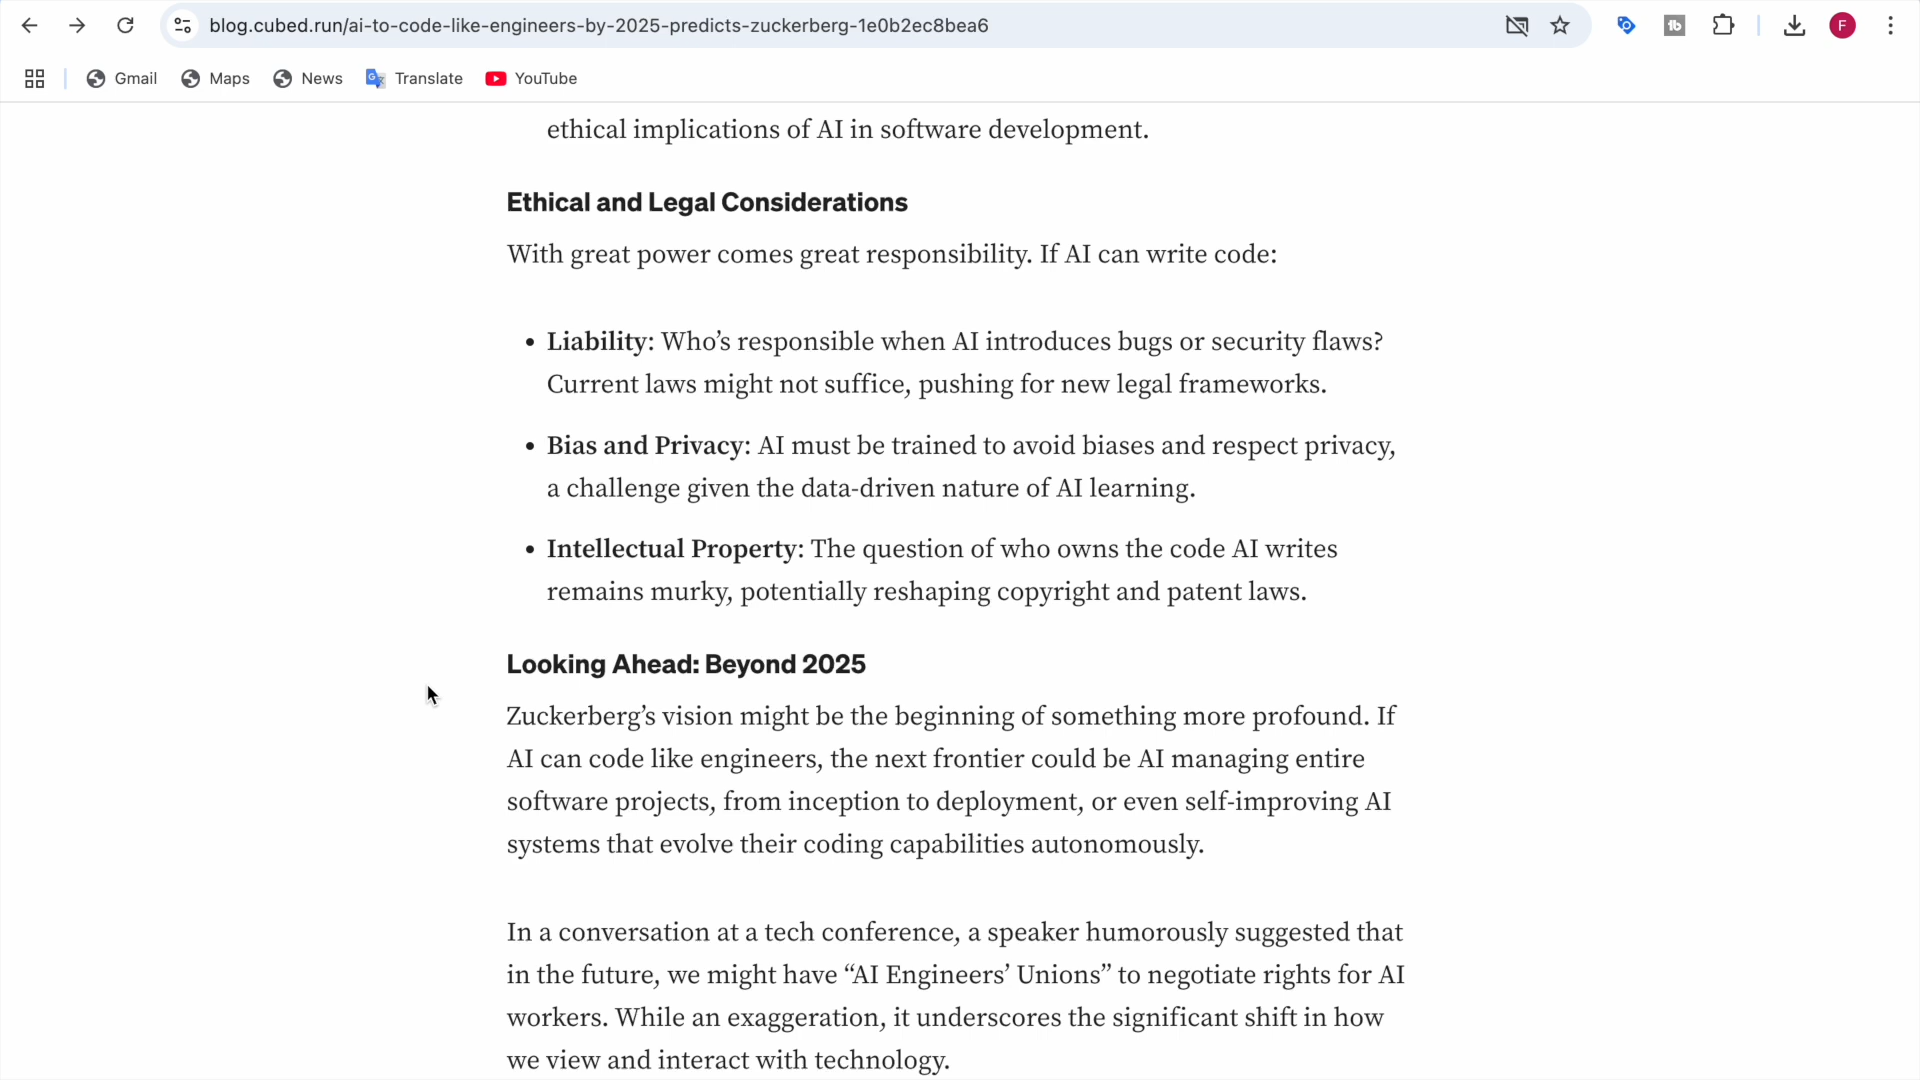 blog.cubed.run/ai-to-code-like-engineers-by-2025-predicts-zuckerberg-1e0b2ec8bea6
F
Gmail
Maps
News
Translate
YouTube
ethical implications of AI in software development.
Ethical and Legal Considerations
With great power comes great responsibility. If AI can write code:
• Liability: Who’s responsible when AI introduces bugs or security flaws?
Current laws might not suffice, pushing for new legal frameworks.
• Bias and Privacy: AI must be trained to avoid biases and respect privacy,
a challenge given the data-driven nature of AI learning.
• Intellectual Property: The question of who owns the code AI writes
remains murky, potentially reshaping copyright and patent laws.
Looking Ahead: Beyond 2025
Zuckerberg’s vision might be the beginning of something more profound. If
AI can code like engineers, the next frontier could be AI managing entire
software projects, from inception to deployment, or even self-improving AI
systems that evolve their coding capabilities autonomously.
In a conversation at a tech conference, a speaker humorously suggested that
in the future, we might have “AI Engineers’ Unions” to negotiate rights for AI
workers. While an exaggeration, it underscores the significant shift in how
we view and interact with technology.